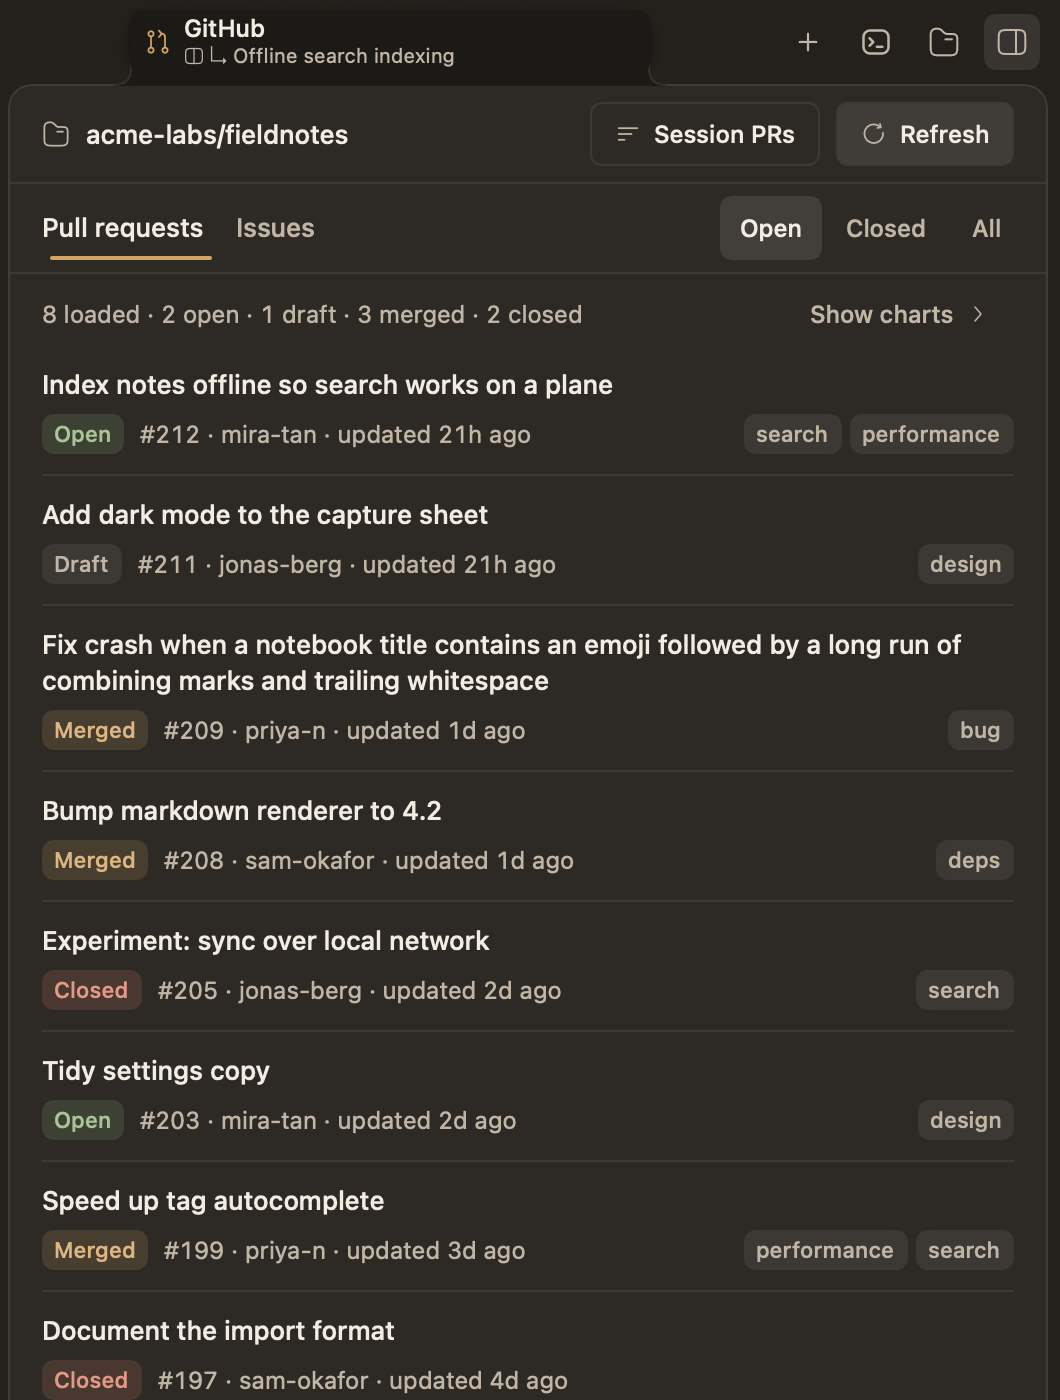 GitHub
Offline search indexing
acme-labs/fieldnotes
Session PRs
Refresh
Pull requests
Issues
Open
Closed
All
8 loaded · 2 open · 1 draft · 3 merged · 2 closed
Show charts
Index notes offline so search works on a plane
Open #212 · mira-tan · updated 21h ago search performance
Add dark mode to the capture sheet
Draft #211 · jonas-berg · updated 21h ago design
Fix crash when a notebook title contains an emoji followed by a long run of
combining marks and trailing whitespace
Merged #209 · priya-n · updated 1d ago bug
Bump markdown renderer to 4.2
Merged #208 · sam-okafor · updated 1d ago deps
Experiment: sync over local network
Closed #205 · jonas-berg · updated 2d ago search
Tidy settings copy
Open #203 · mira-tan · updated 2d ago design
Speed up tag autocomplete
Merged #199 · priya-n · updated 3d ago performance search
Document the import format
Closed #197 · sam-okafor · updated 4d ago